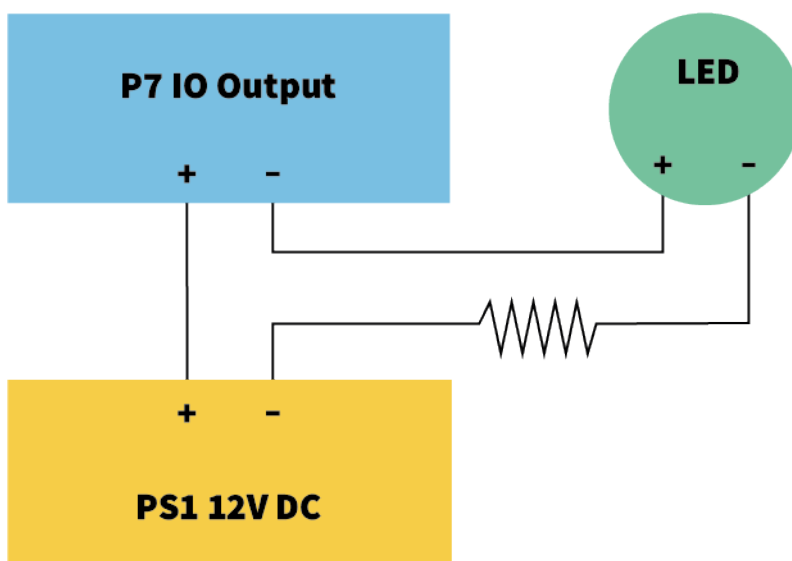 P7 IO Output
+ –
LED
+ –
+ –
PS1 12V DC